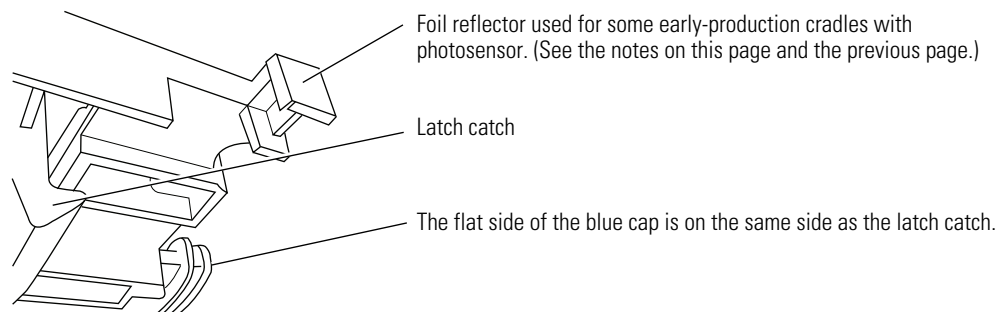 Foil reflector used for some early-production cradles with
photosensor. (See the notes on this page and the previous page.)
Latch catch
The flat side of the blue cap is on the same side as the latch catch.